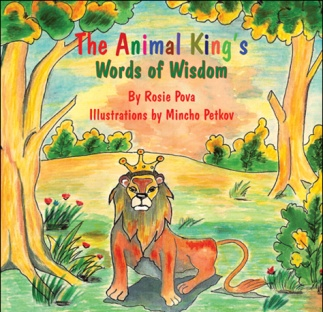 The Animal King's
Words of Wisdom
By Rosie Pova
Illustrations by Mincho Petkov